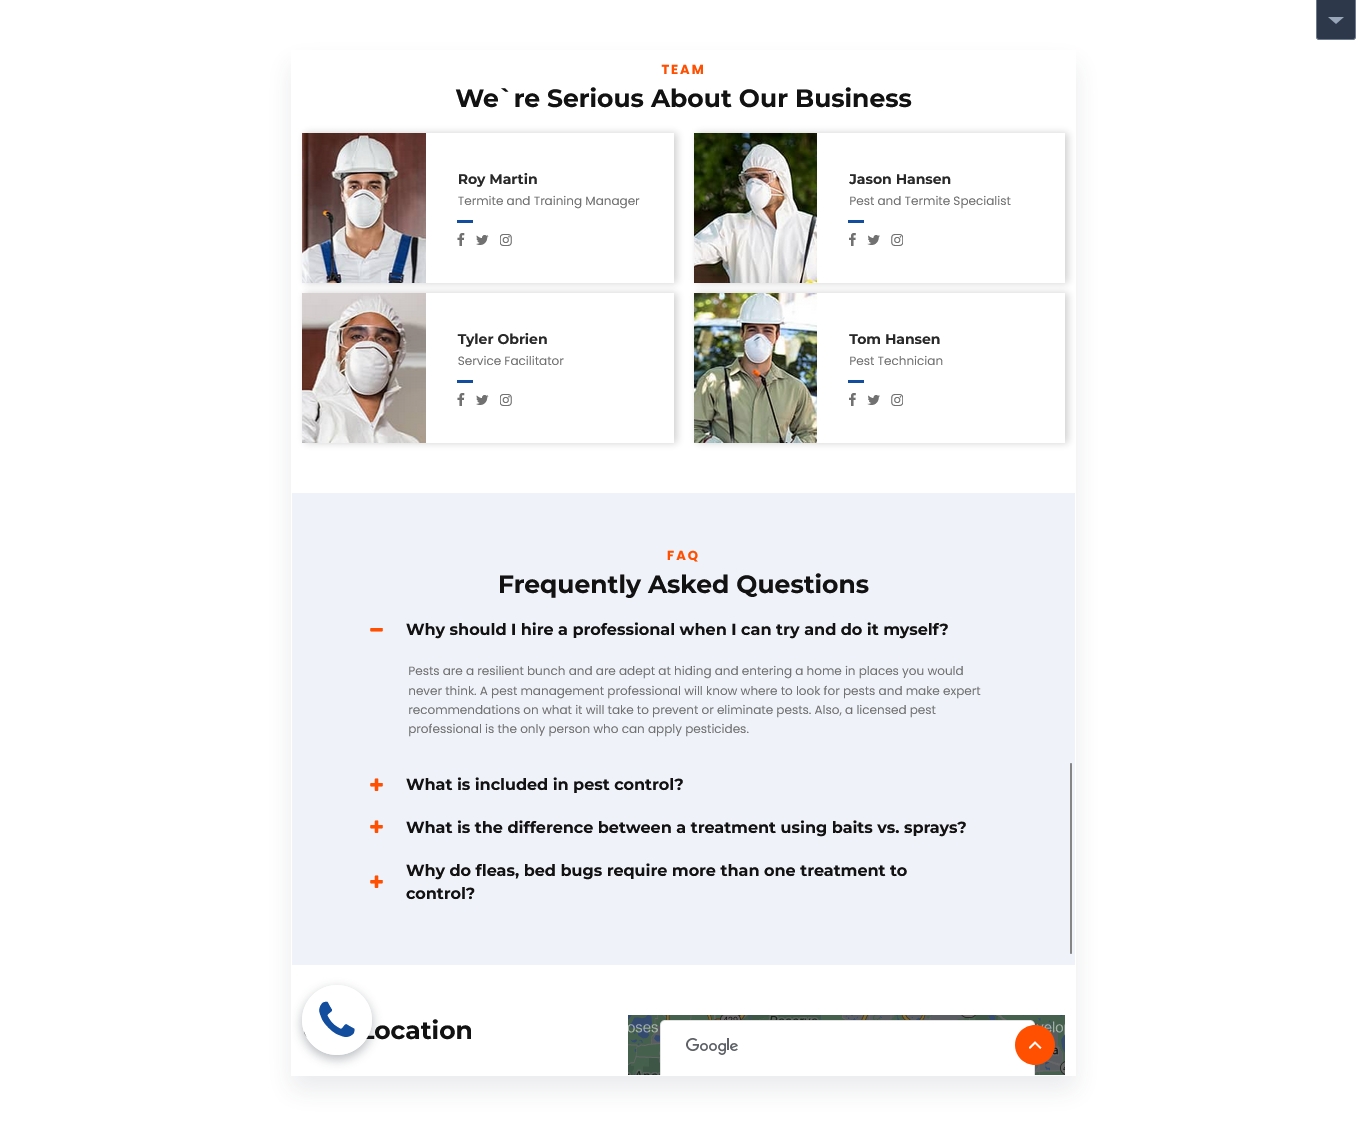 TEAM
We`re Serious About Our Business
Roy Martin
Termite and Training Manager
Jason Hansen
Pest and Termite Specialist
Tyler Obrien
Service Facilitator
Tom Hansen
Pest Technician
FAQ
Frequently Asked Questions
Why should I hire a professional when I can try and do it myself?
Pests are a resilient bunch and are adept at hiding and entering a home in places you would
never think. A pest management professional will know where to look for pests and make expert
recommendations on what it will take to prevent or eliminate pests. Also, a licensed pest
professional is the only person who can apply pesticides.
What is included in pest control?
What is the difference between a treatment using baits vs. sprays?
Why do fleas, bed bugs require more than one treatment to
control?
Location
Google